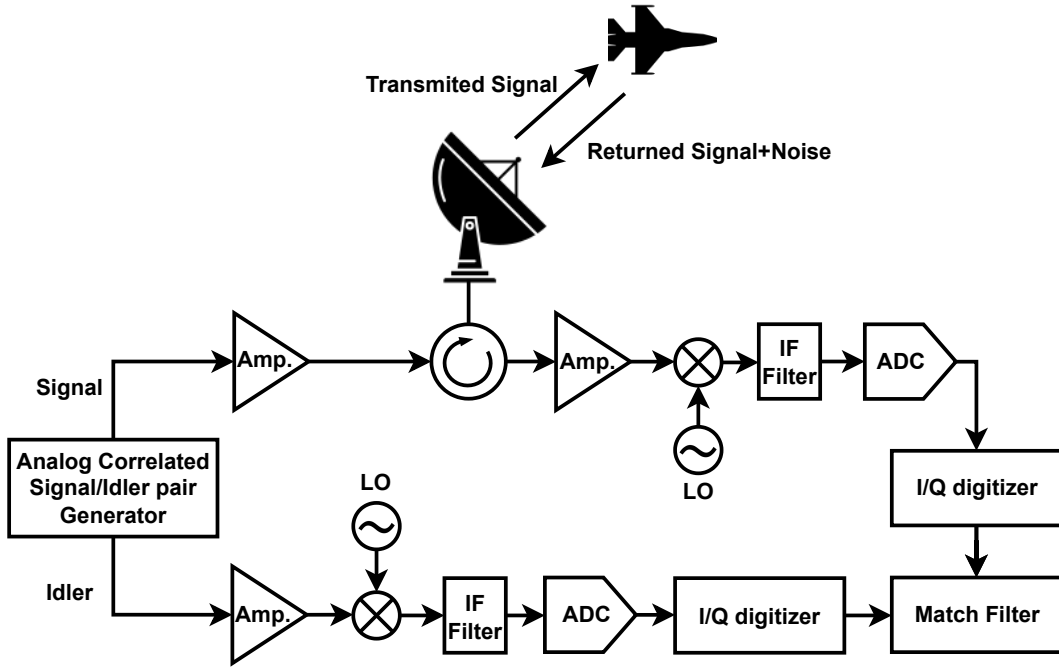 Transmited Signal
Returned Signal+Noise
Amp.
Amp.
IF
Filter
ADC
Signal
LO
Analog Correlated
Signal/Idler pair
Generator
I/Q digitizer
LO
Idler
Amp.
IF
Filter
ADC
I/Q digitizer
Match Filter